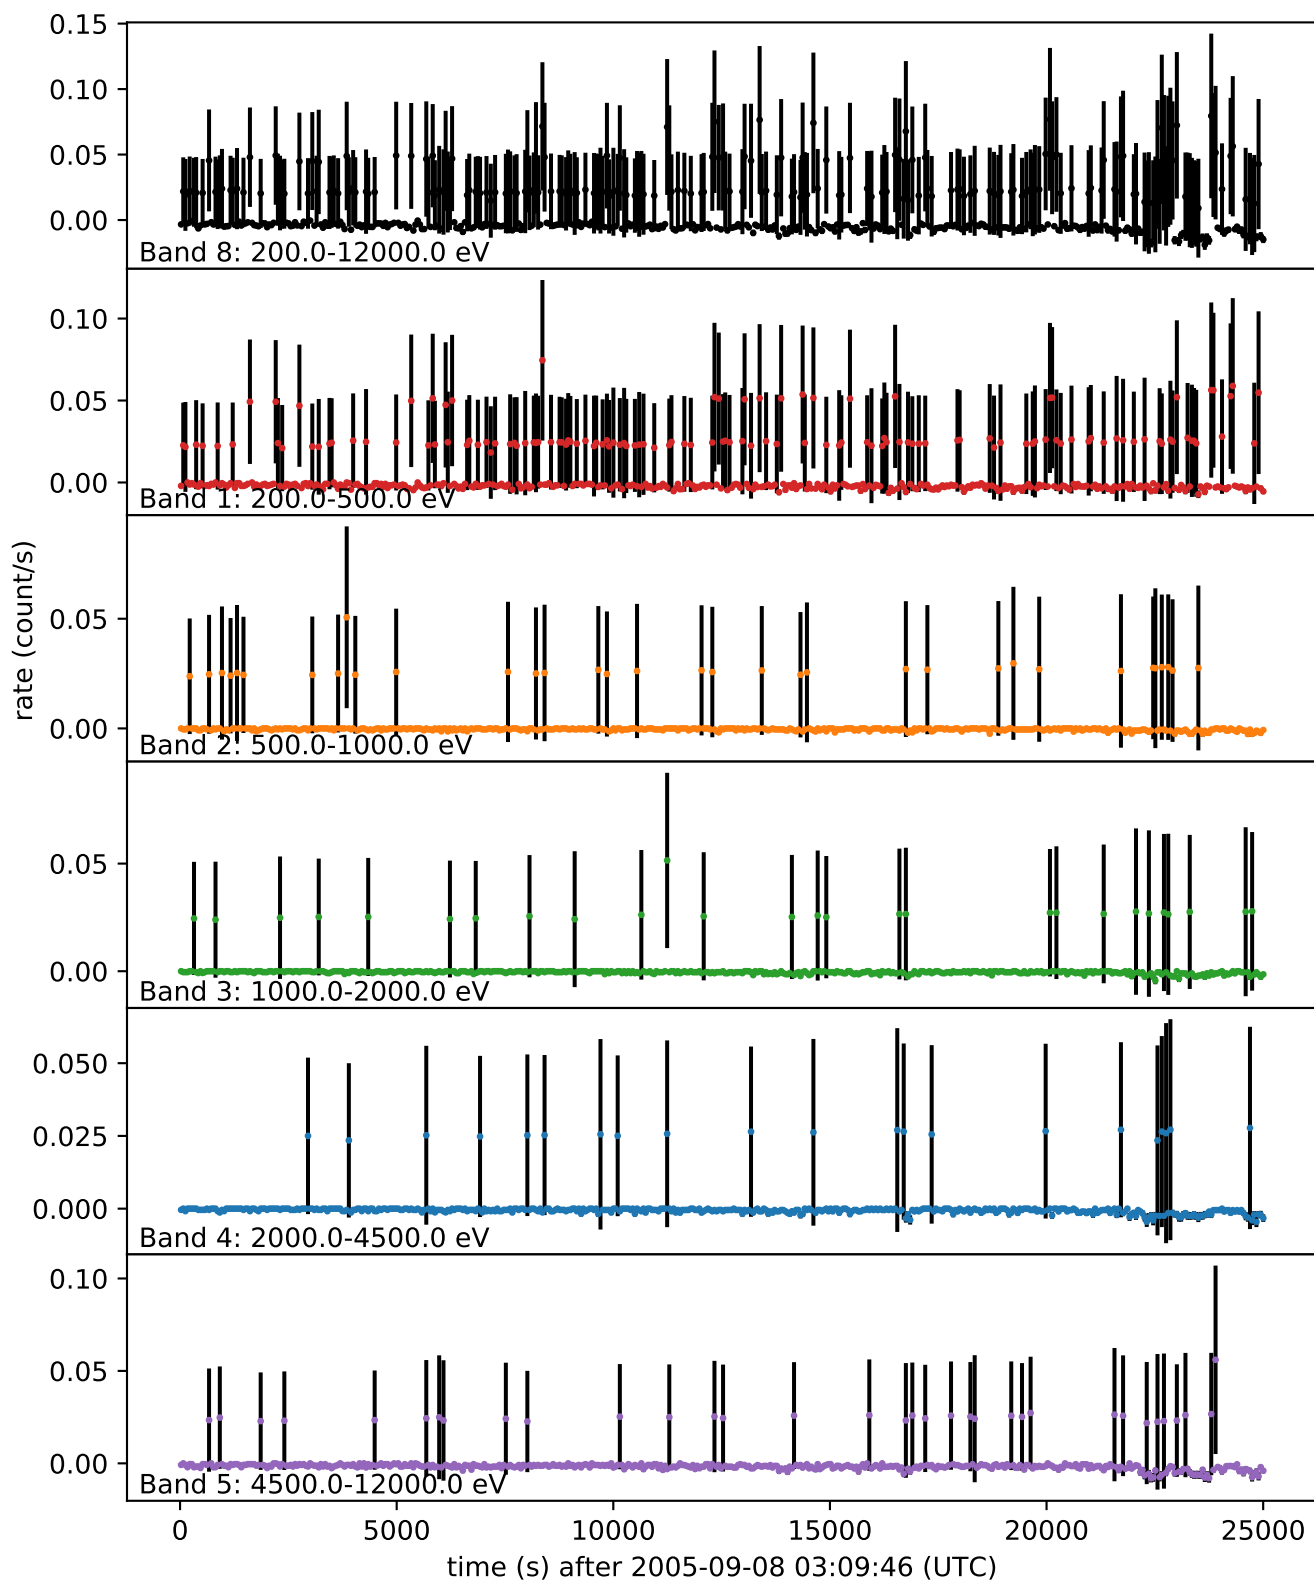 0.15
0.10
0.05
0.00
Band 8: 200.0-12000.0 eV
0.10
0.05
0.00
Band 1: 200.0-500.0 eV
rate (count/s)
0.05
0.00
Band 2: 500.0-1000.0 eV
0.05
0.00
Band 3: 1000.0-2000.0 eV
0.050
0.025
0.000
Band 4: 2000.0-4500.0 eV
0.10
0.05
0.00
Band 5: 4500.0-12000.0 eV
0 5000 10000 15000 20000 25000
time (s) after 2005-09-08 03:09:46 (UTC)